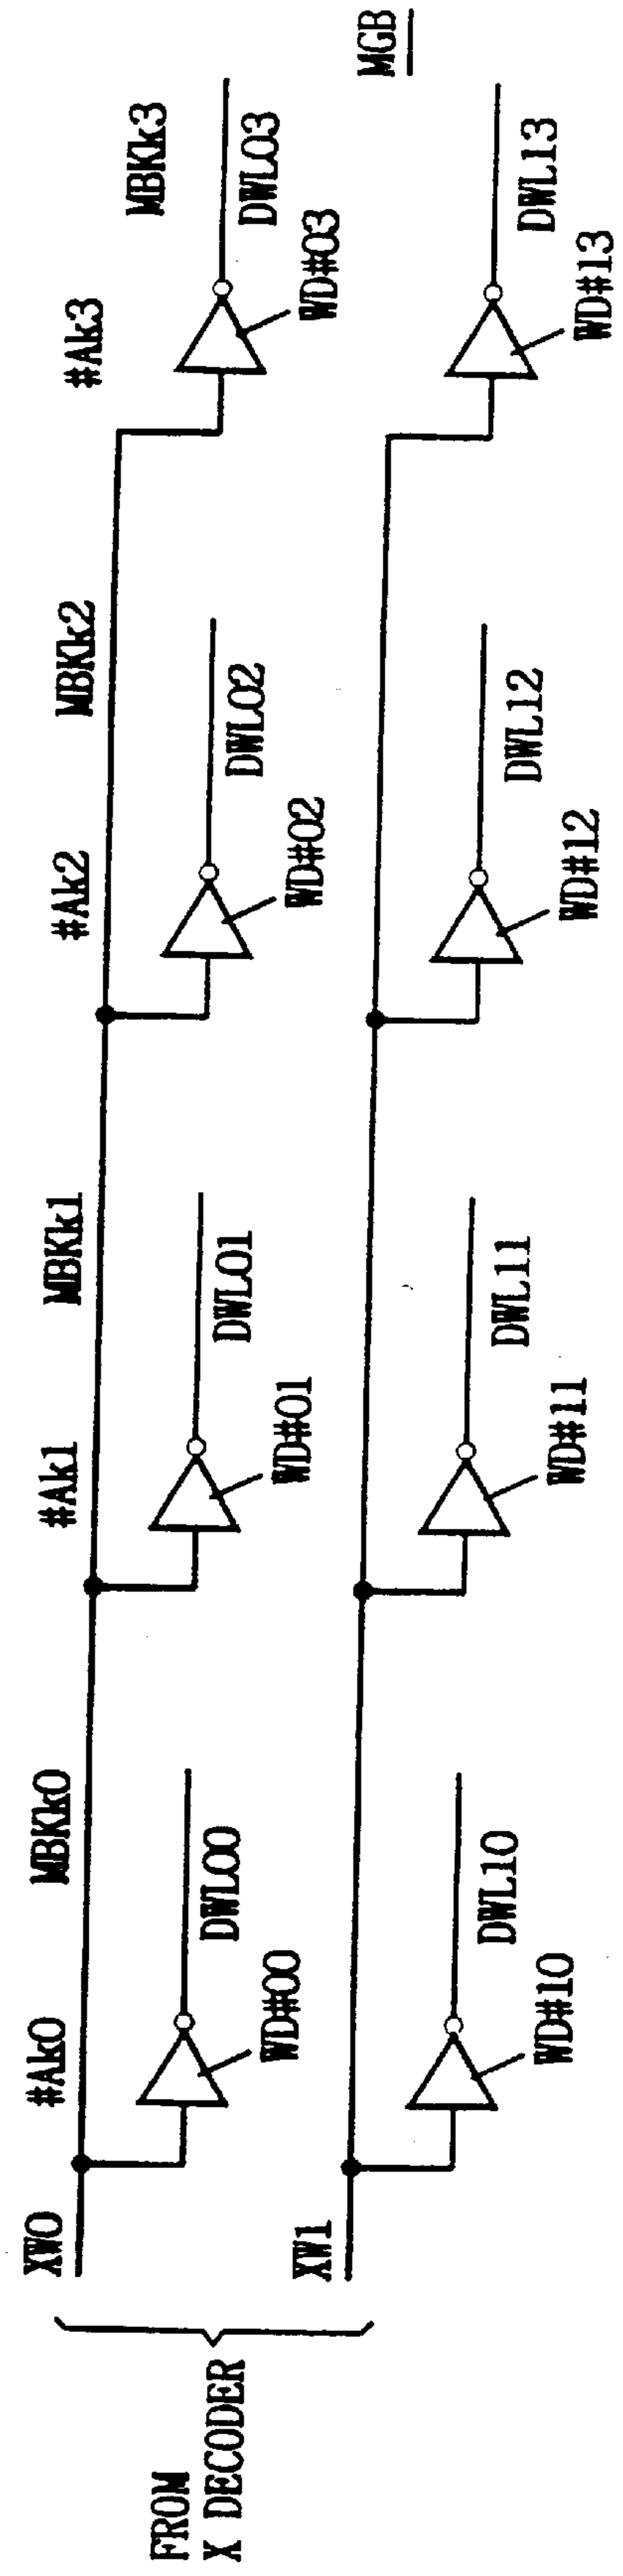 MGB
#Ak0 MBKk0 #Ak1 MBKk1 #Ak2 MBKk2 #Ak3 MBKk3
XW0
DWL00 DWL01 DWL02 DWL03
WD#00 WD#01 WD#02 WD#03
FROM
X DECODER
XW1
DWL10 DWL11 DWL12 DWL13
WD#10 WD#11 WD#12 WD#13